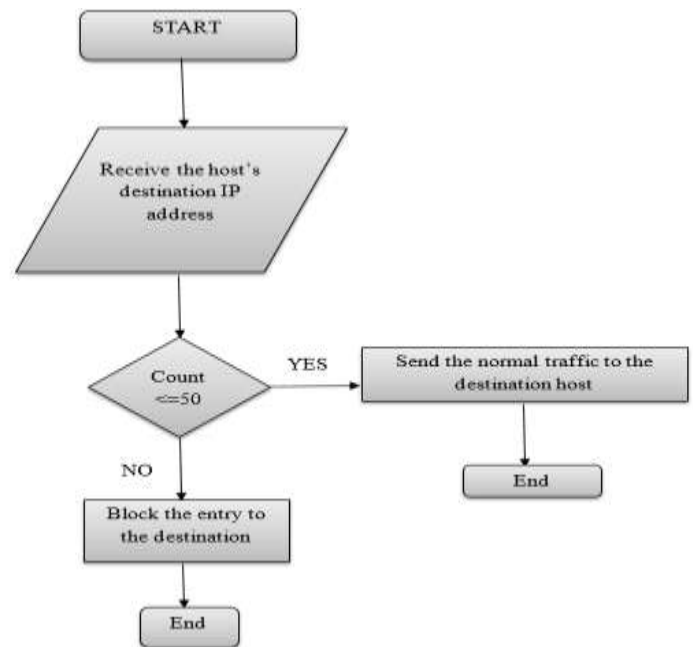 START
Receive the host's
destination IP
address
Count
<=50
YES
Send the normal traffic to the
destination host
End
NO
Block the entry to
the destination
End